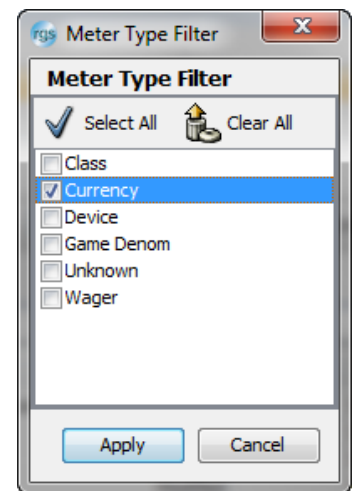 rgs Meter Type Filter X
Meter Type Filter
Select All Clear All
Class
Currency
Device
Game Denom
Unknown
Wager
Apply Cancel